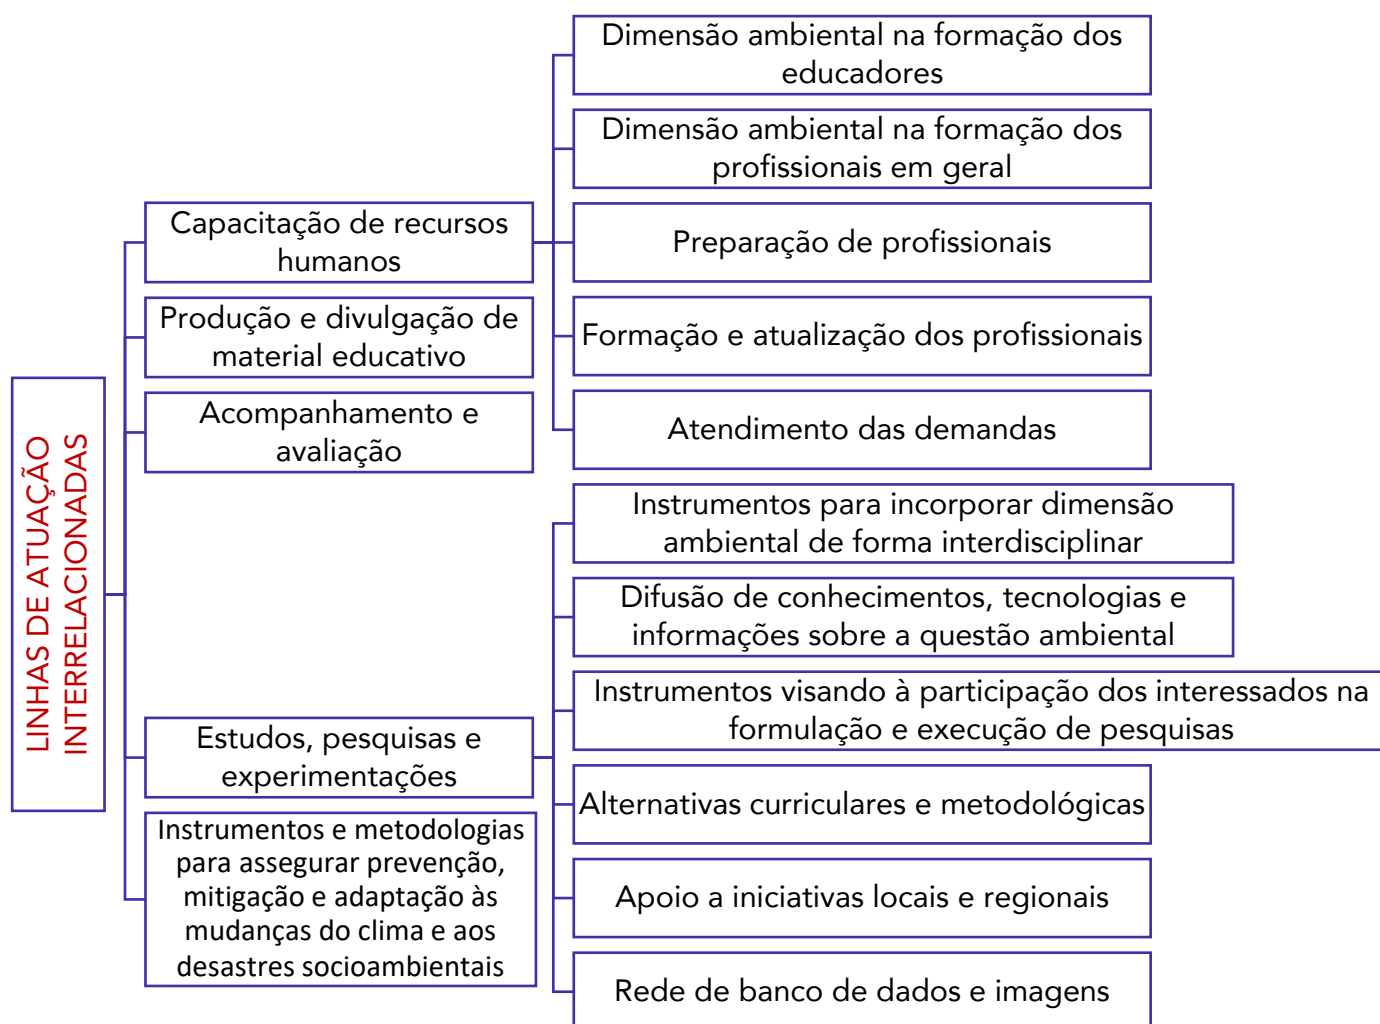 LINHAS DE ATUAÇÃO
INTERRELACIONADAS
Capacitação de recursos
humanos
Dimensão ambiental na formação dos
educadores
Dimensão ambiental na formação dos
profissionais em geral
Preparação de profissionais
Formação e atualização dos profissionais
Atendimento das demandas
Produção e divulgação de
material educativo
Acompanhamento e
avaliação
Estudos, pesquisas e
experimentações
Instrumentos para incorporar dimensão
ambiental de forma interdisciplinar
Difusão de conhecimentos, tecnologias e
informações sobre a questão ambiental
Instrumentos visando à participação dos interessados na
formulação e execução de pesquisas
Alternativas curriculares e metodológicas
Apoio a iniciativas locais e regionais
Rede de banco de dados e imagens
Instrumentos e metodologias
para assegurar prevenção,
mitigação e adaptação às
mudanças do clima e aos
desastres socioambientais